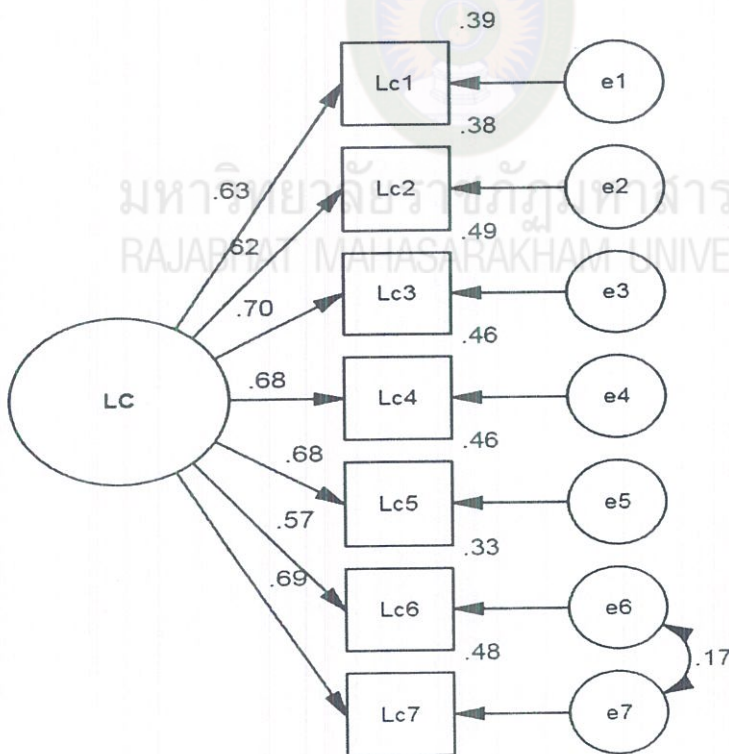 .39
Lc1
e1
.38
.63
Lc2
e2
.62
.49
Lc3
e3
.70
.46
LC
.68
Lc4
e4
.46
.68
Lc5
e5
.57
.33
.69
Lc6
e6
.48
.17
Lc7
e7
มหาวิทยาลัยราชภัฏมหาสาร
RAJABHAT MAHASARAKHAM UNIVE